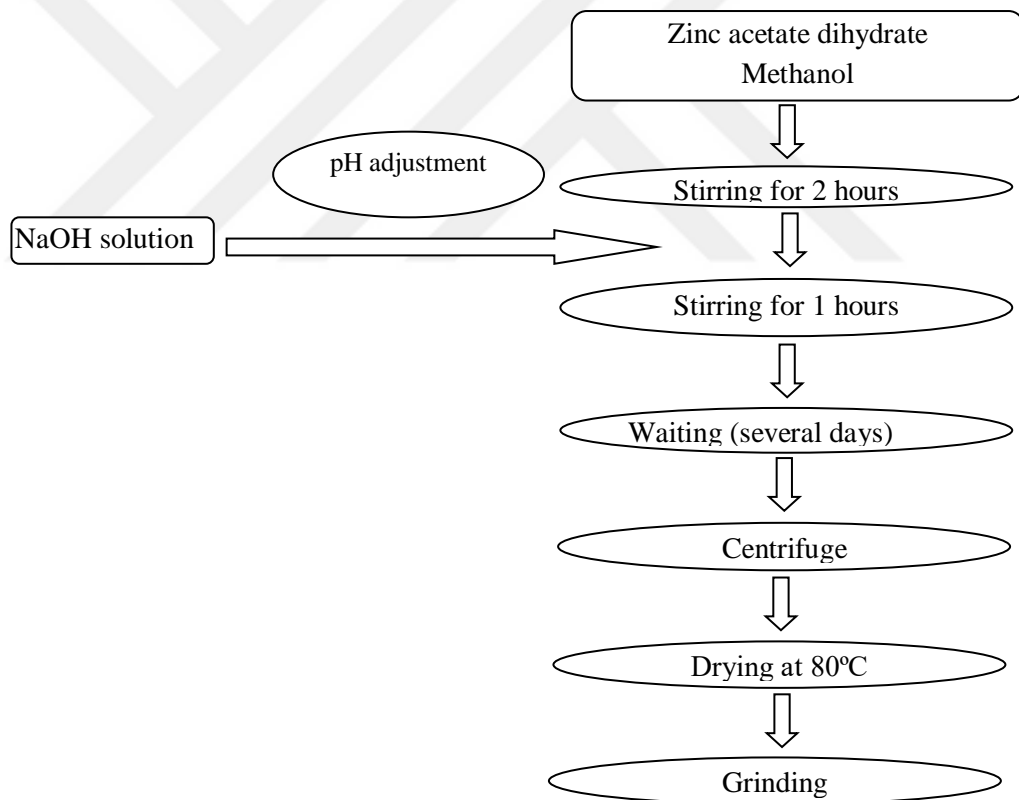 Zinc acetate dihydrate
Methanol
pH adjustment
Stirring for 2 hours
NaOH solution
Stirring for 1 hours
Waiting (several days)
Centrifuge
Drying at 80ºC
Grinding